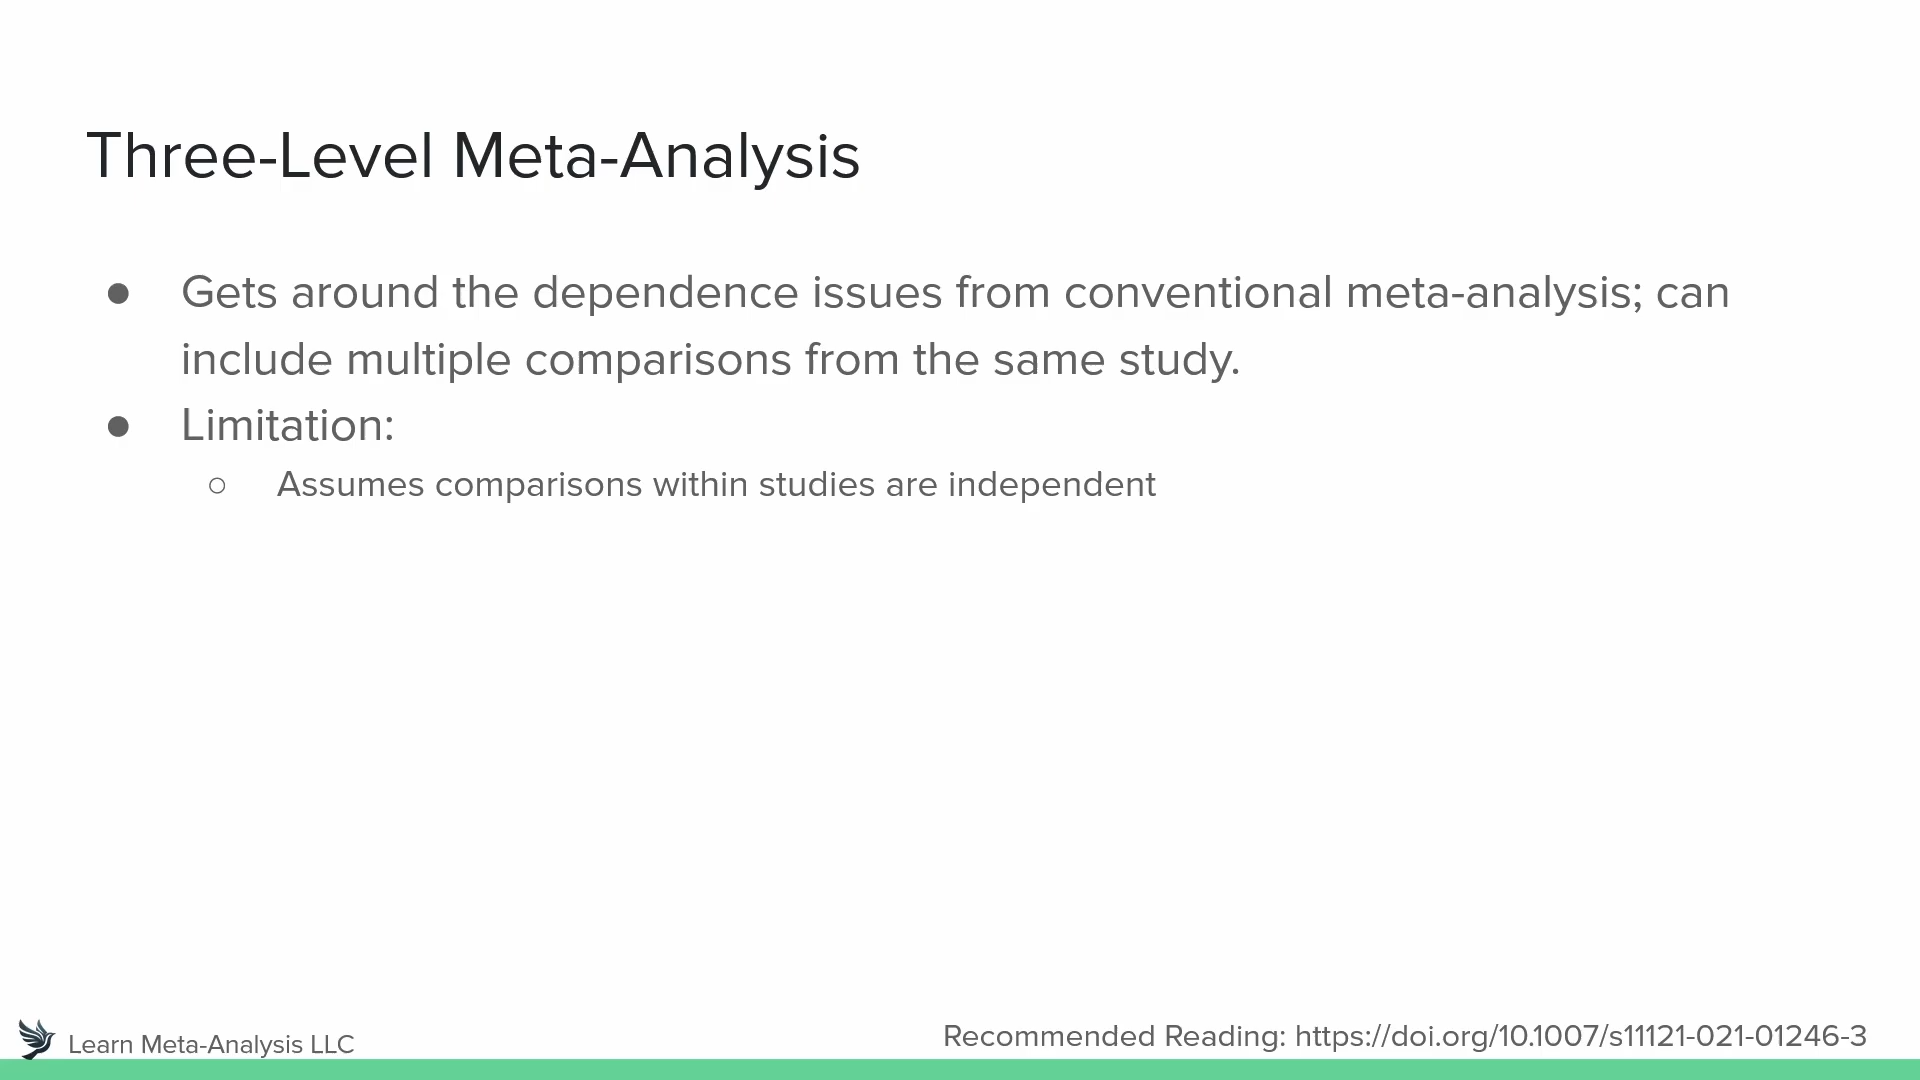 Three-Level Meta-Analysis
● Gets around the dependence issues from conventional meta-analysis; can
include multiple comparisons from the same study.
● Limitation:
○ Assumes comparisons within studies are independent
Learn Meta-Analysis LLC
Recommended Reading: https://doi.org/10.1007/s11121-021-01246-3